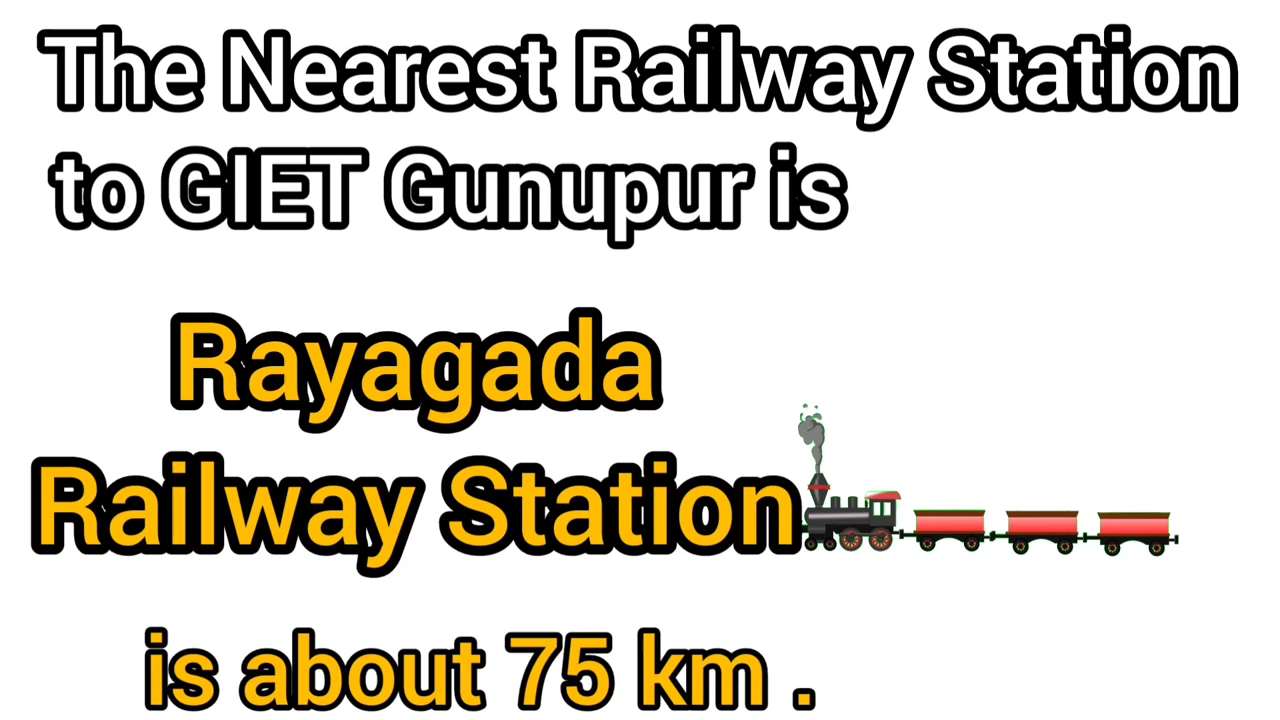 The Nearest Railway Station
to GIET Gunupur is
Rayagada
Railway Station
is about 75 km .